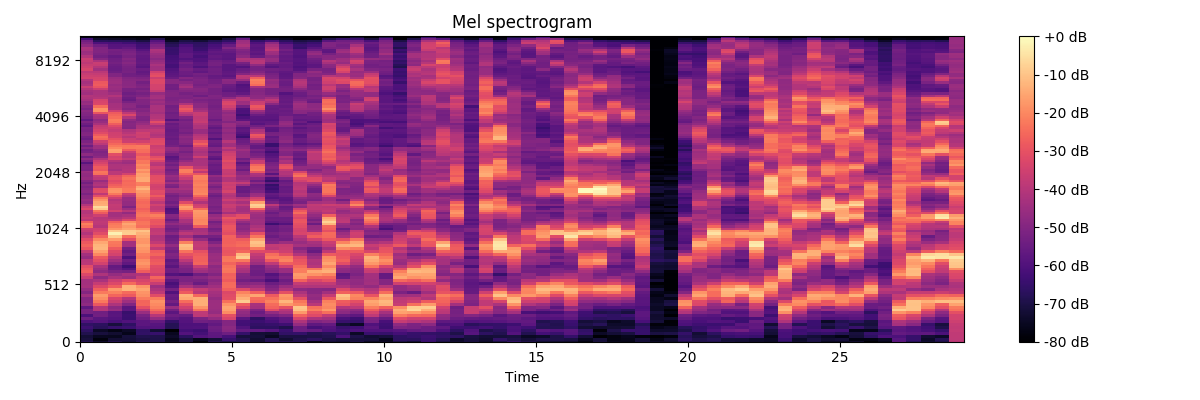 Mel spectrogram
8192
4096
2048
1024
512
0
Hz
0 5 10 15 20 25
Time
+0 dB
-10 dB
-20 dB
-30 dB
-40 dB
-50 dB
-60 dB
-70 dB
-80 dB